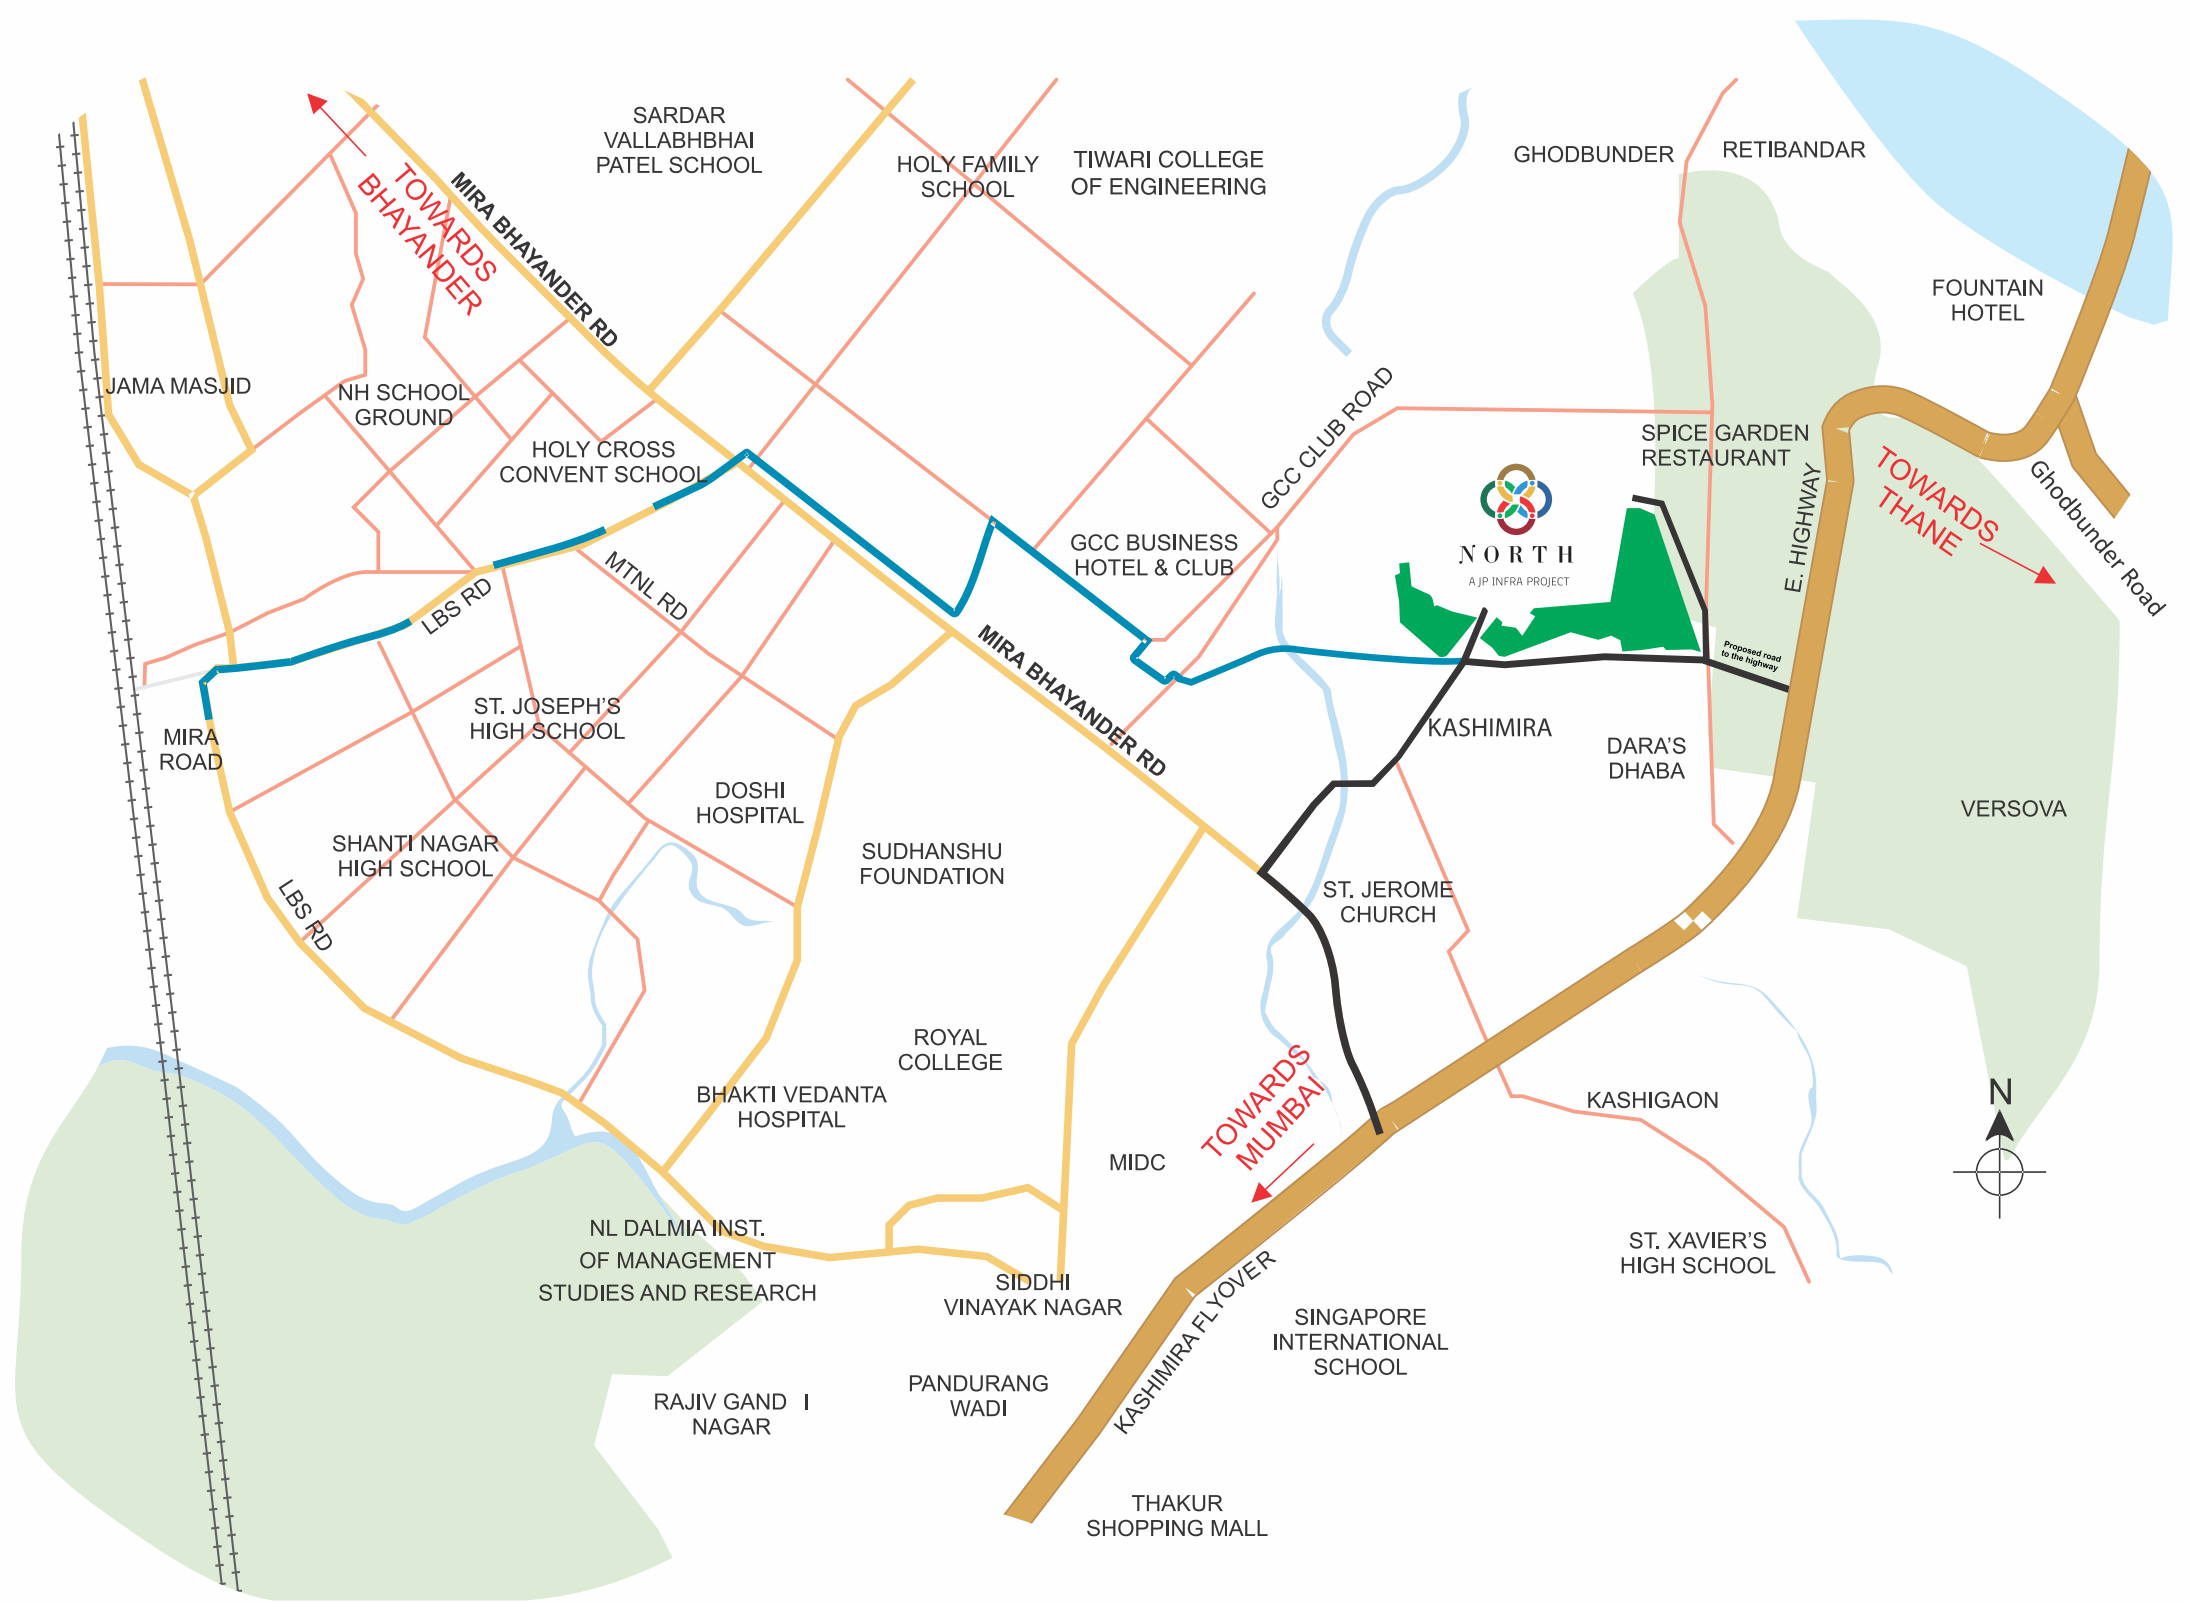 SARDAR
VALLABHBHAI
PATEL SCHOOL
HOLY FAMILY
SCHOOL
TIWARI COLLEGE
OF ENGINEERING
GHODBUNDER
RETIBANDAR
TOWARDS
BHAYANDER
MIRA BHAYANDER RD
FOUNTAIN
HOTEL
JAMA MASJID
NH SCHOOL
GROUND
HOLY CROSS
CONVENT SCHOOL
GCC CLUB ROAD
SPICE GARDEN
RESTAURANT
E. HIGHWAY
TOWARDS
THANE
Ghodbunder Road
GCC BUSINESS
HOTEL & CLUB
NORTH
A JP INFRA PROJECT
LBS RD
MTNL RD
MIRA BHAYANDER RD
Proposed road
to the highway
MIRA
ROAD
ST. JOSEPH'S
HIGH SCHOOL
KASHIMIRA
DARA'S
DHABA
DOSHI
HOSPITAL
VERSOVA
SHANTI NAGAR
HIGH SCHOOL
SUDHANSHU
FOUNDATION
ST. JEROME
CHURCH
LBS RD
ROYAL
COLLEGE
BHAKTI VEDANTA
HOSPITAL
TOWARDS
MUMBAI
KASHIGAON
N
MIDC
NL DALMIA INST.
OF MANAGEMENT
STUDIES AND RESEARCH
SIDDHI
VINAYAK NAGAR
ST. XAVIER'S
HIGH SCHOOL
KASHIMIRA FLYOVER
SINGAPORE
INTERNATIONAL
SCHOOL
RAJIV GAND I
NAGAR
PANDURANG
WADI
THAKUR
SHOPPING MALL